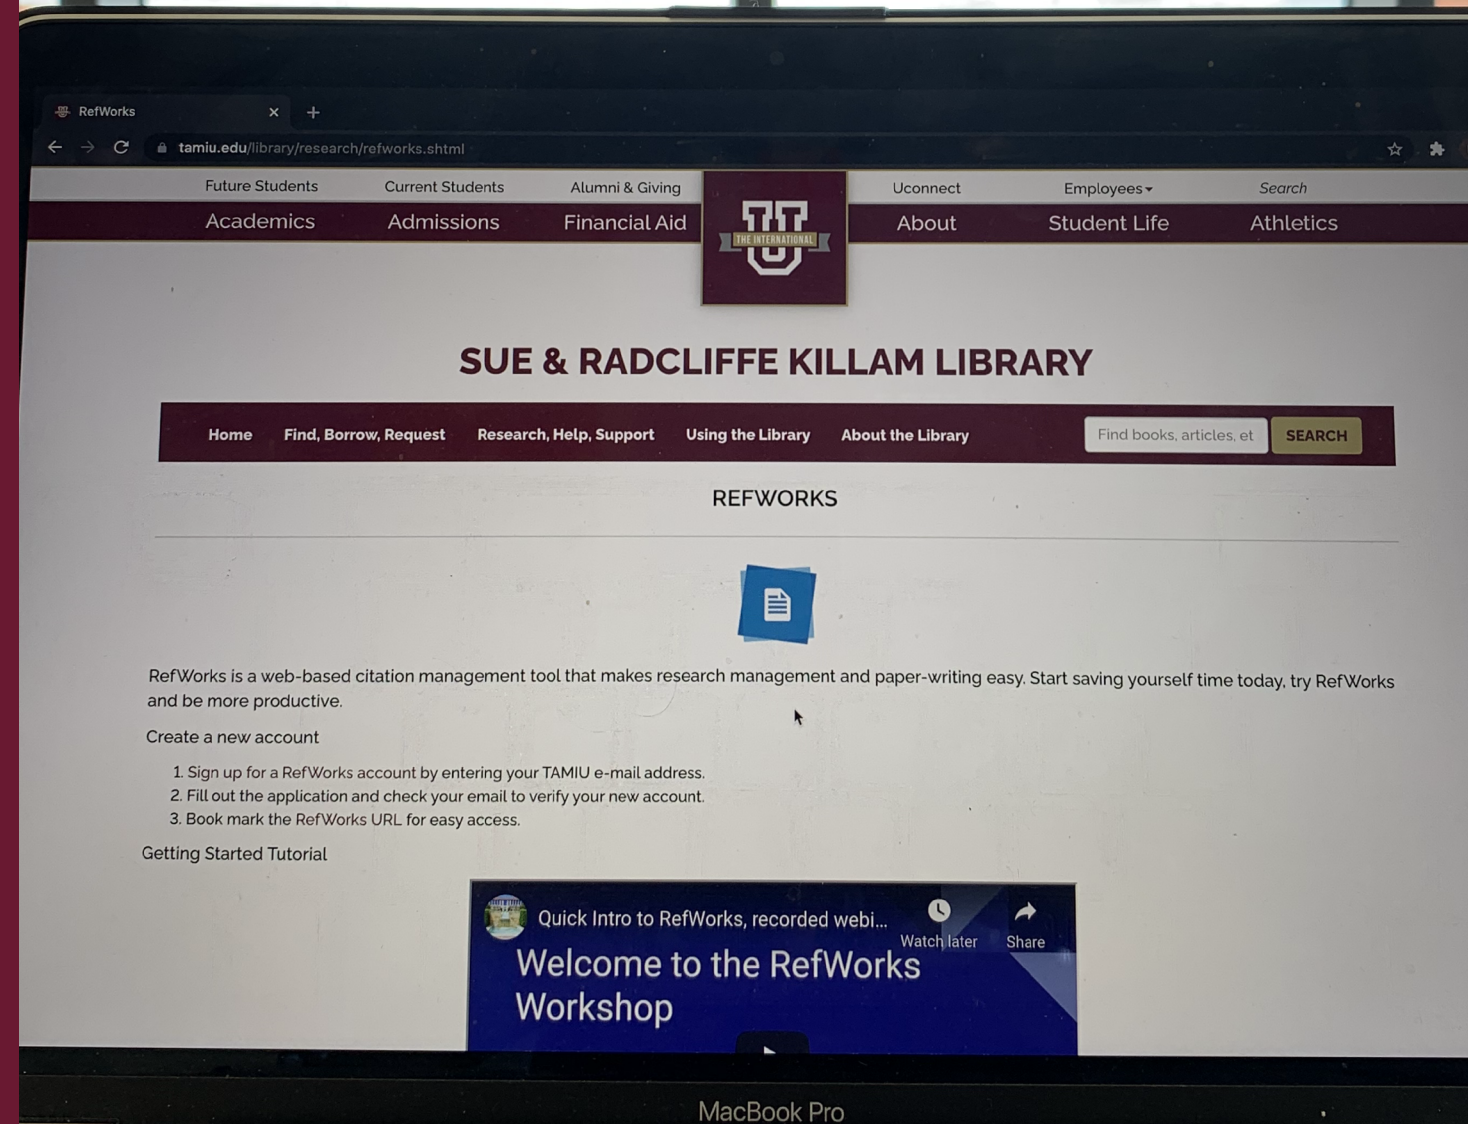 RefWorks
tamiu.edu/library/research/refworks.shtml
Future Students Current Students Alumni & Giving Uconnect Employees Search
Academics Admissions Financial Aid About Student Life Athletics
U
THE INTERNATIONAL
SUE & RADCLIFFE KILLAM LIBRARY
Home Find, Borrow, Request Research, Help, Support Using the Library About the Library Find books, articles, et SEARCH
REFWORKS
RefWorks is a web-based citation management tool that makes research management and paper-writing easy. Start saving yourself time today, try RefWorks
and be more productive.
Create a new account
1. Sign up for a RefWorks account by entering your TAMIU e-mail address.
2. Fill out the application and check your email to verify your new account.
3. Book mark the RefWorks URL for easy access.
Getting Started Tutorial
Quick Intro to RefWorks, recorded webi...
Watch later Share
Welcome to the RefWorks
Workshop
MacBook Pro